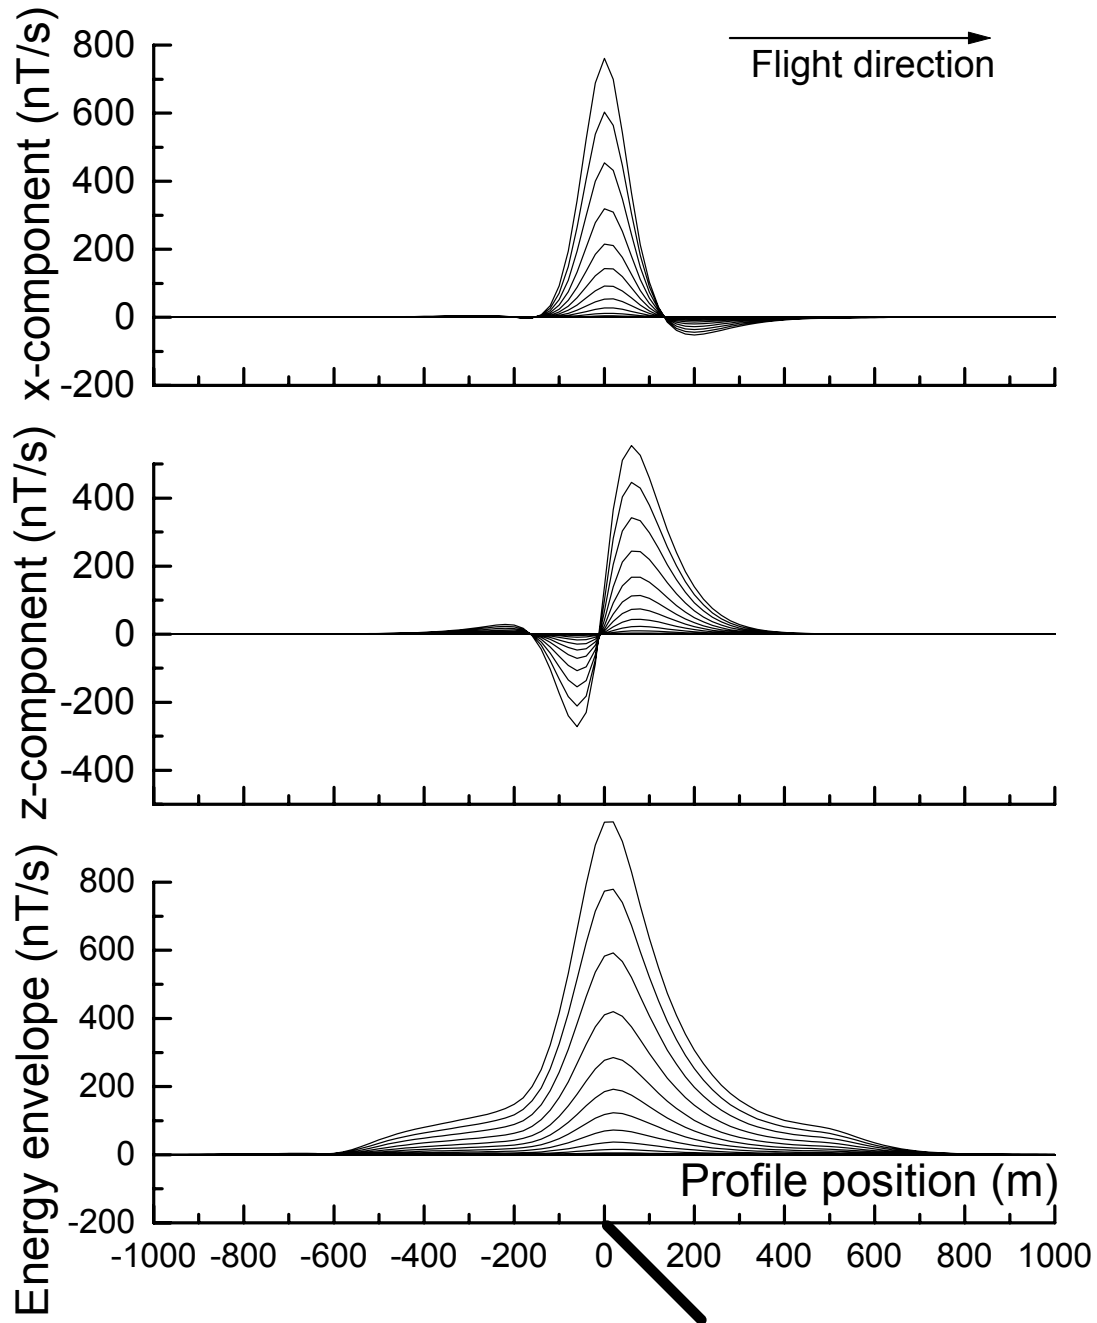 800
600
400
200
0
-200
x-component (nT/s)
Flight direction
400
200
0
-200
-400
z-component (nT/s)
800
600
400
200
0
-200
Energy envelope (nT/s)
Profile position (m)
-1000 -800 -600 -400 -200 0 200 400 600 800 1000